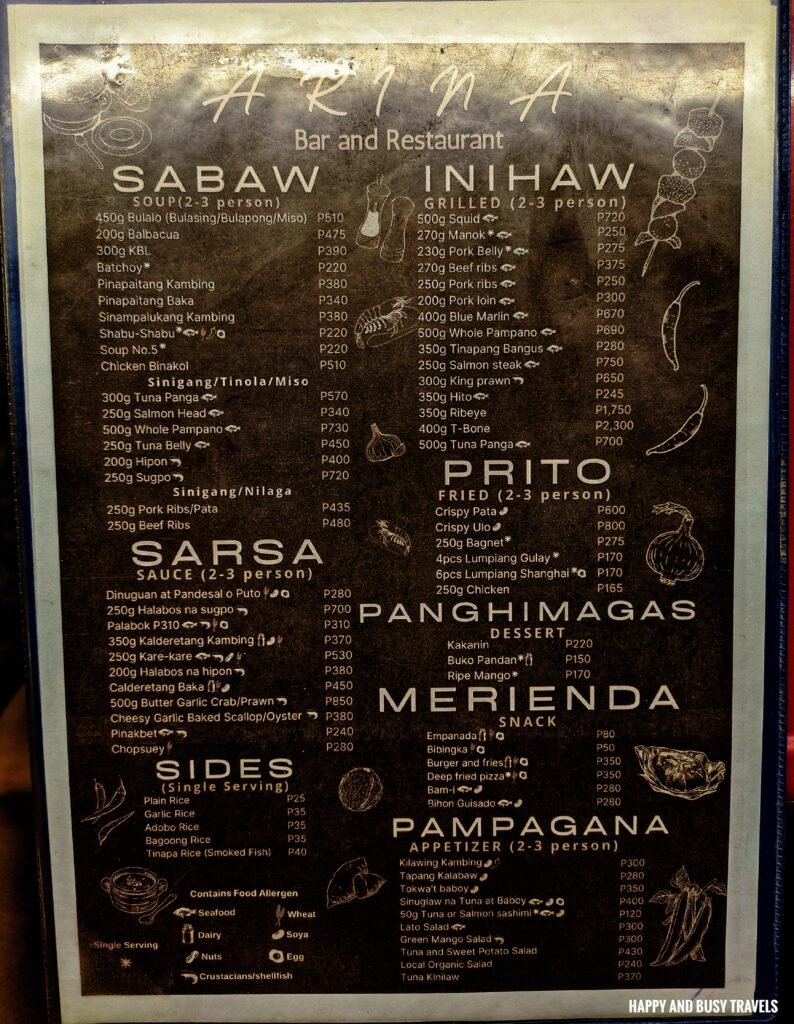 ARINA
Bar and Restaurant
SABAW
SOUP(2-3 person)
450g Bulalo (Bulasing/Bulapong/Miso) P510
200g Balbacua P475
300g KBL P390
Batchoy* P220
Pinapaitang Kambing P380
Pinapaitang Baka P340
Sinampalukang Kambing P380
Shabu-Shabu* P220
Soup No.5* P220
Chicken Binakol P510
Sinigang/Tinola/Miso
300g Tuna Panga P570
250g Salmon Head P340
500g Whole Pampano P730
250g Tuna Belly P450
200g Hipon P400
250g Sugpo P720
Sinigang/Nilaga
250g Pork Ribs/Pata P435
250g Beef Ribs P480
SARSA
SAUCE (2-3 person)
Dinuguan at Pandesal o Puto P280
250g Halabos na sugpo P700
Palabok P310 P310
350g Kalderetang Kambing P370
250g Kare-kare P530
200g Halabos na hipon P380
Calderetang Baka P450
500g Butter Garlic Crab/Prawn P850
Cheesy Garlic Baked Scallop/Oyster P380
Pinakbet P240
Chopsuey P280
SIDES
(Single Serving)
Plain Rice P25
Garlic Rice P35
Adobo Rice P35
Bagoong Rice P35
Tinapa Rice (Smoked Fish) P40
Contains Food Allergen
Seafood Wheat
Dairy Soya
Nuts Egg
Crustacians/shellfish
Single Serving
*
INIHAW
GRILLED (2-3 person)
500g Squid P720
270g Manok* P250
230g Pork Belly* P275
270g Beef ribs P375
250g Pork ribs P250
200g Pork loin P300
400g Blue Marlin P670
500g Whole Pampano P690
350g Tinapang Bangus P280
250g Salmon steak P750
300g King prawn P650
350g Hito P245
350g Ribeye P1,750
400g T-Bone P2,300
500g Tuna Panga P700
PRITO
FRIED (2-3 person)
Crispy Pata P600
Crispy Ulo P800
250g Bagnet* P275
4pcs Lumpiang Gulay* P170
6pcs Lumpiang Shanghai* P170
250g Chicken P165
PANGHIMAGAS
DESSERT
Kakanin P220
Buko Pandan* P150
Ripe Mango* P170
MERIENDA
SNACK
Empanada P80
Bibingka P50
Burger and fries P350
Deep fried pizza* P350
Bam-i P280
Bihon Guisado P280
PAMPAGANA
APPETIZER (2-3 person)
Kilawing Kambing P300
Tapang Kalabaw P280
Tokwa't baboy P350
Sinuglaw na Tuna at Baboy P400
50g Tuna or Salmon sashimi* P120
Lato Salad P300
Green Mango Salad P300
Tuna and Sweet Potato Salad P430
Local Organic Salad P240
Tuna Kinilaw P370
HAPPY AND BUSY TRAVELS